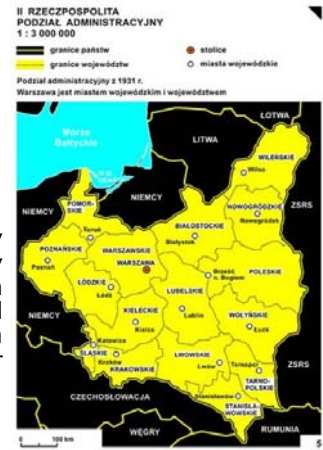 II RZECZPOSPOLITA
PODZIAŁ ADMINISTRACYJNY
1 : 3 000 000
granice państw
stolice
granice województw
miasta wojewódzkie
Podział administracyjny z 1931 r.
Warszawa jest miastem wojewódzkim i województwem
ŁOTWA
Morze
Bałtyckie
LITWA
WILEŃSKIE
Wilno
NIEMCY
POMOR-
SKIE
NIEMCY
NOWOGRÓDZKIE
Nowogródek
ZSRS
BIAŁOSTOCKIE
Białystok
Toruń
POZNAŃSKIE
Poznań
WARSZAWSKIE
WARSZAWA
Brześć
n. Bugiem
POLESKIE
ŁÓDZKIE
Łódź
LUBELSKIE
Lublin
NIEMCY
KIELECKIE
Kielce
WOŁYŃSKIE
Łuck
Katowice
ŚLĄSKIE
Kraków
KRAKOWSKIE
LWOWSKIE
Lwów
Tarnopol
TARNO-
POLSKIE
ZSRS
CZECHOSŁOWACJA
Stanisławów
STANISŁA-
WOWSKIE
WĘGRY
RUMUNIA
0 100 km
5